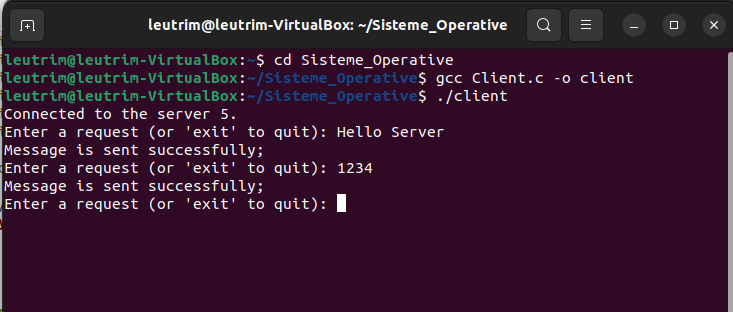 leutrim@leutrim-VirtualBox: ~/Sisteme_Operative
leutrim@leutrim-VirtualBox:~$ cd Sisteme_Operative
leutrim@leutrim-VirtualBox:~/Sisteme_Operative$ gcc Client.c -o client
leutrim@leutrim-VirtualBox:~/Sisteme_Operative$ ./client
Connected to the server 5.
Enter a request (or 'exit' to quit): Hello Server
Message is sent successfully;
Enter a request (or 'exit' to quit): 1234
Message is sent successfully;
Enter a request (or 'exit' to quit):